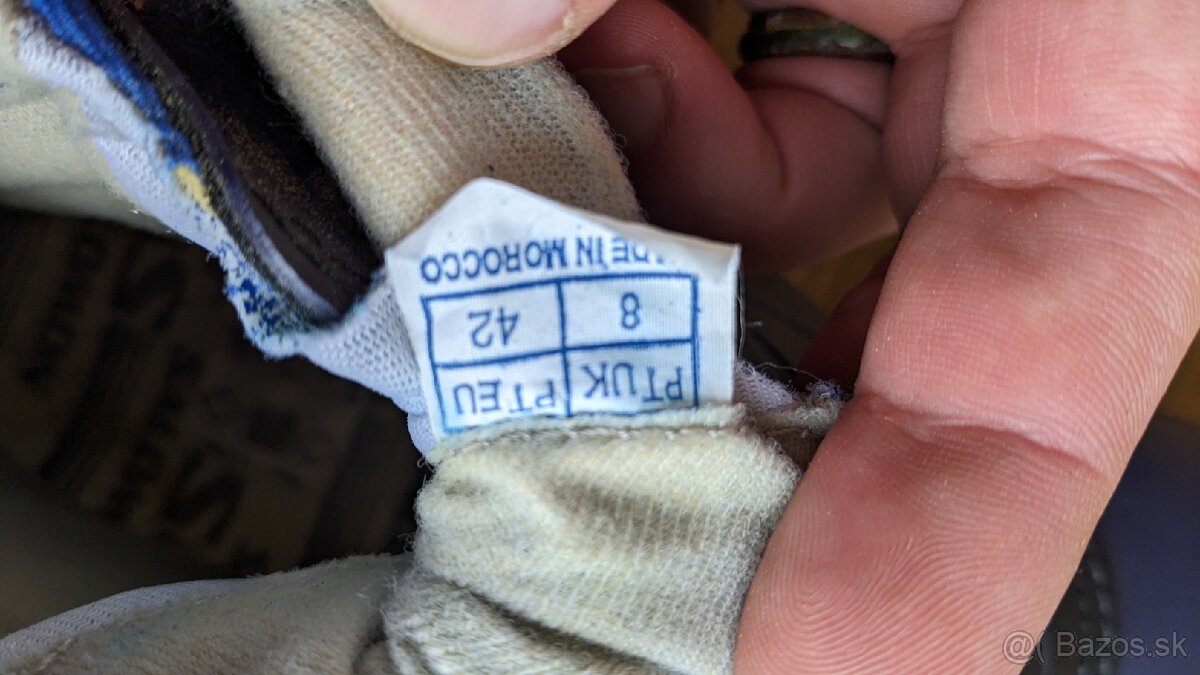 PT UK PT EU
8 42
DE IN MOROCCO
@( Bazos.sk